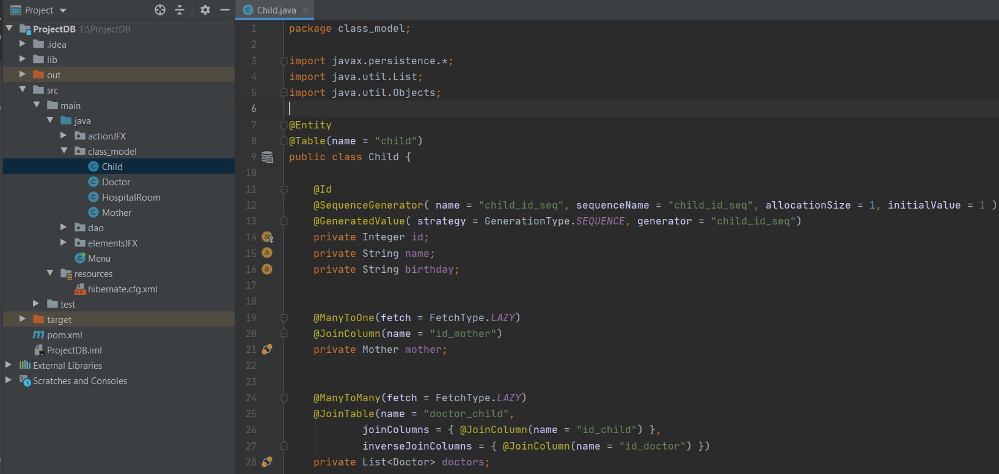 Project
ProjectDB E:\ProjectDB
.idea
lib
out
src
main
java
actionJFX
class_model
Child
Doctor
HospitalRoom
Mother
dao
elementsJFX
Menu
resources
hibernate.cfg.xml
test
target
pom.xml
ProjectDB.iml
External Libraries
Scratches and Consoles
Child.java
1 package class_model;
2
3 import javax.persistence.*;
4 import java.util.List;
5 import java.util.Objects;
6
7 @Entity
8 @Table(name = "child")
9 public class Child {
10
11 @Id
12 @SequenceGenerator( name = "child_id_seq", sequenceName = "child_id_seq", allocationSize = 1, initialValue = 1 )
13 @GeneratedValue( strategy = GenerationType.SEQUENCE, generator = "child_id_seq")
14 private Integer id;
15 private String name;
16 private String birthday;
17
18
19 @ManyToOne(fetch = FetchType.LAZY)
20 @JoinColumn(name = "id_mother")
21 private Mother mother;
22
23
24 @ManyToMany(fetch = FetchType.LAZY)
25 @JoinTable(name = "doctor_child",
26 joinColumns = { @JoinColumn(name = "id_child") },
27 inverseJoinColumns = { @JoinColumn(name = "id_doctor") })
28 private List<Doctor> doctors;